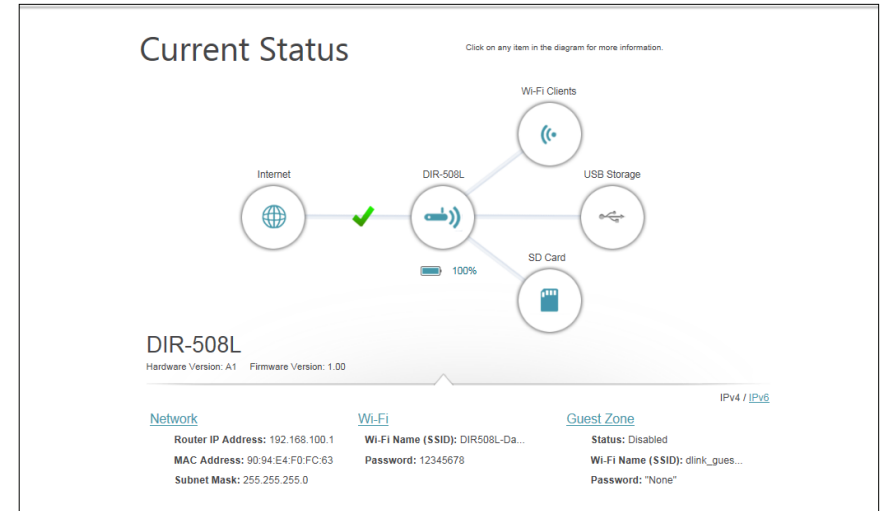 Current Status
Click on any item in the diagram for more information.
Wi-Fi Clients
Internet
DIR-508L
USB Storage
SD Card
100%
DIR-508L
Hardware Version: A1 Firmware Version: 1.00
IPv4 / IPv6
Network
Router IP Address: 192.168.100.1
MAC Address: 90:94:E4:F0:FC:63
Subnet Mask: 255.255.255.0
Wi-Fi
Wi-Fi Name (SSID): DIR508L-Da...
Password: 12345678
Guest Zone
Status: Disabled
Wi-Fi Name (SSID): dlink_gues...
Password: "None"